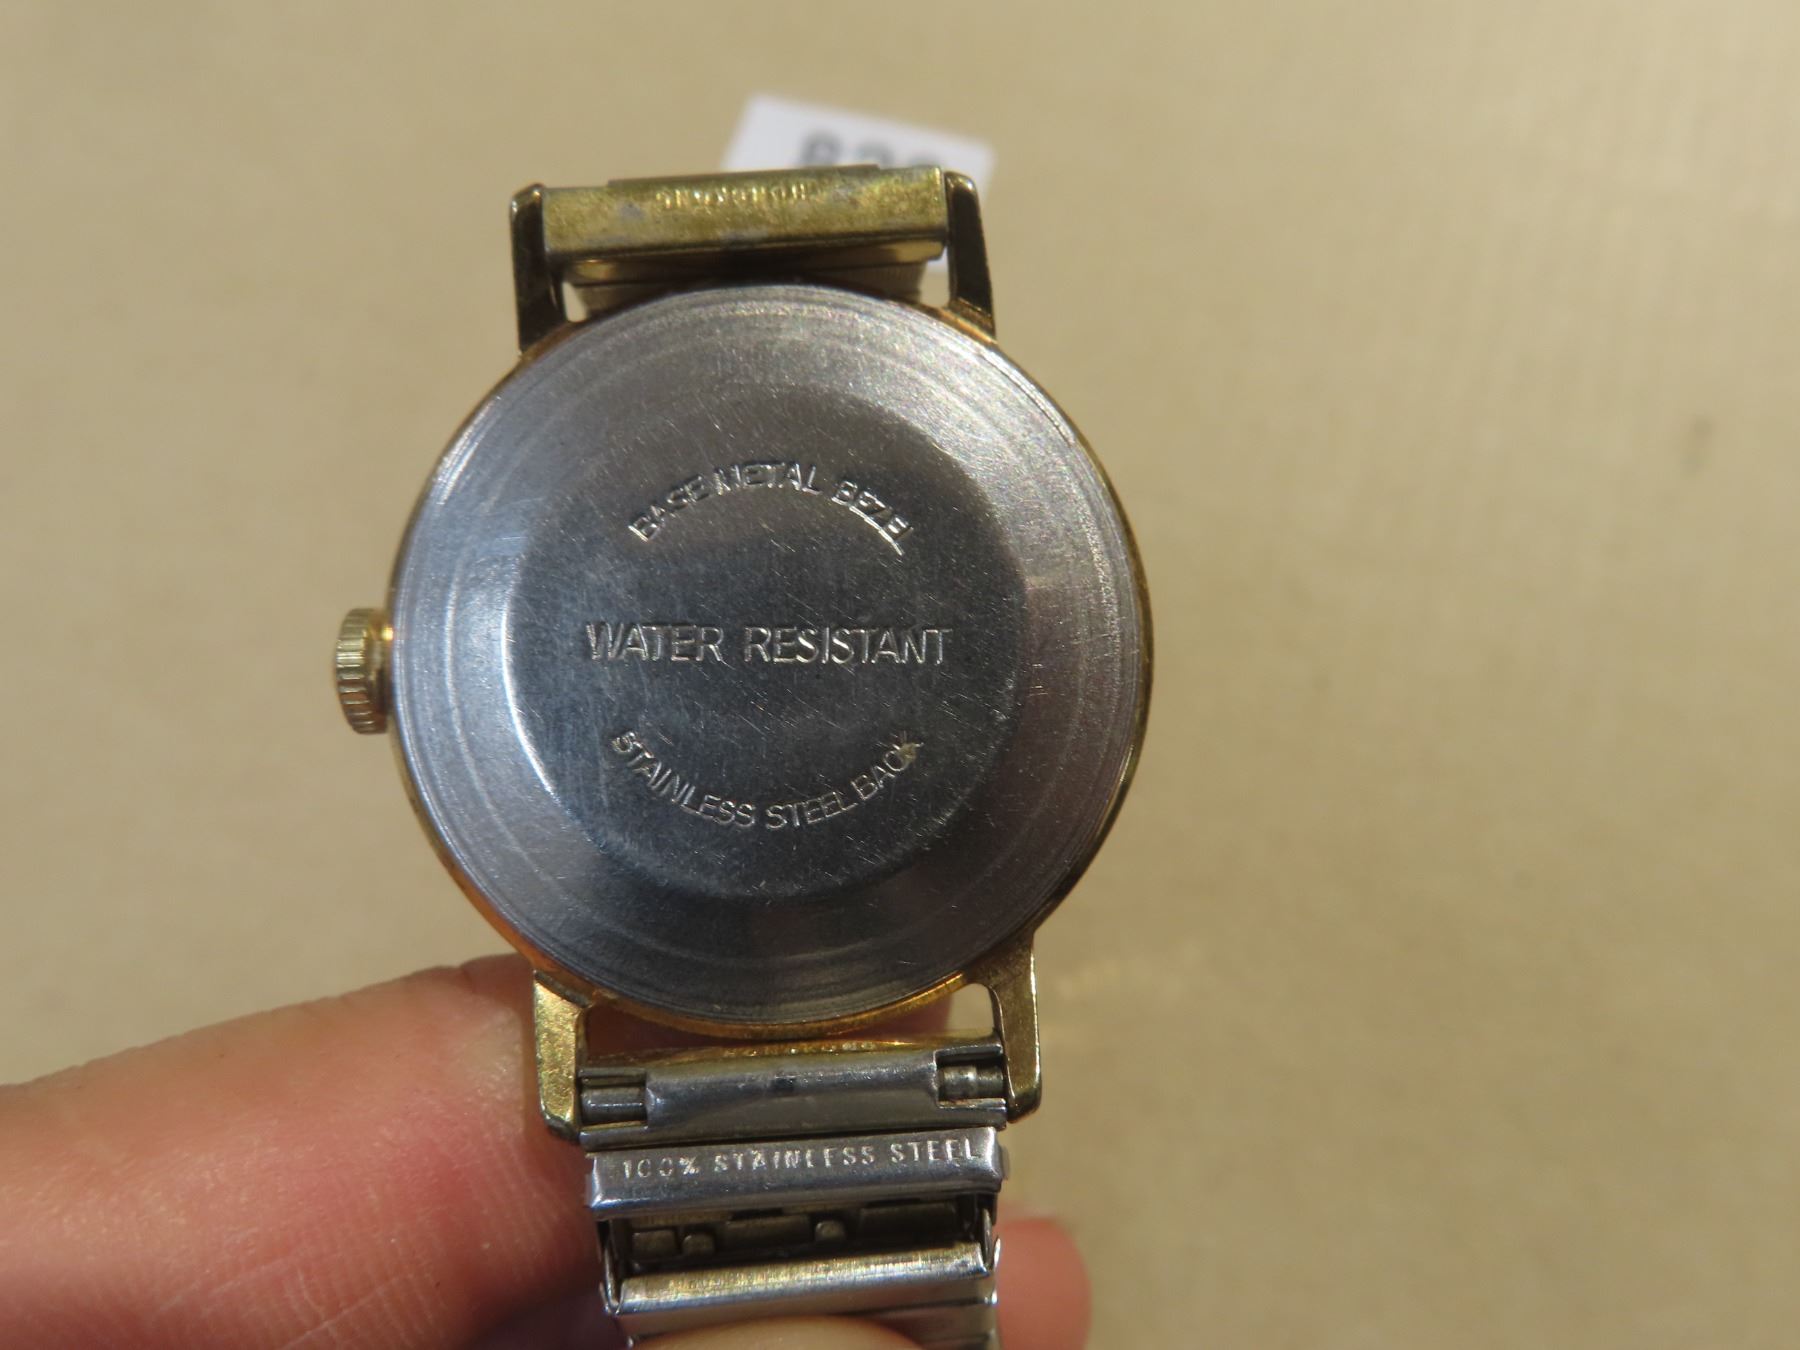 BASE METAL BEZEL
WATER RESISTANT
STAINLESS STEEL BACK
100% STAINLESS STEEL